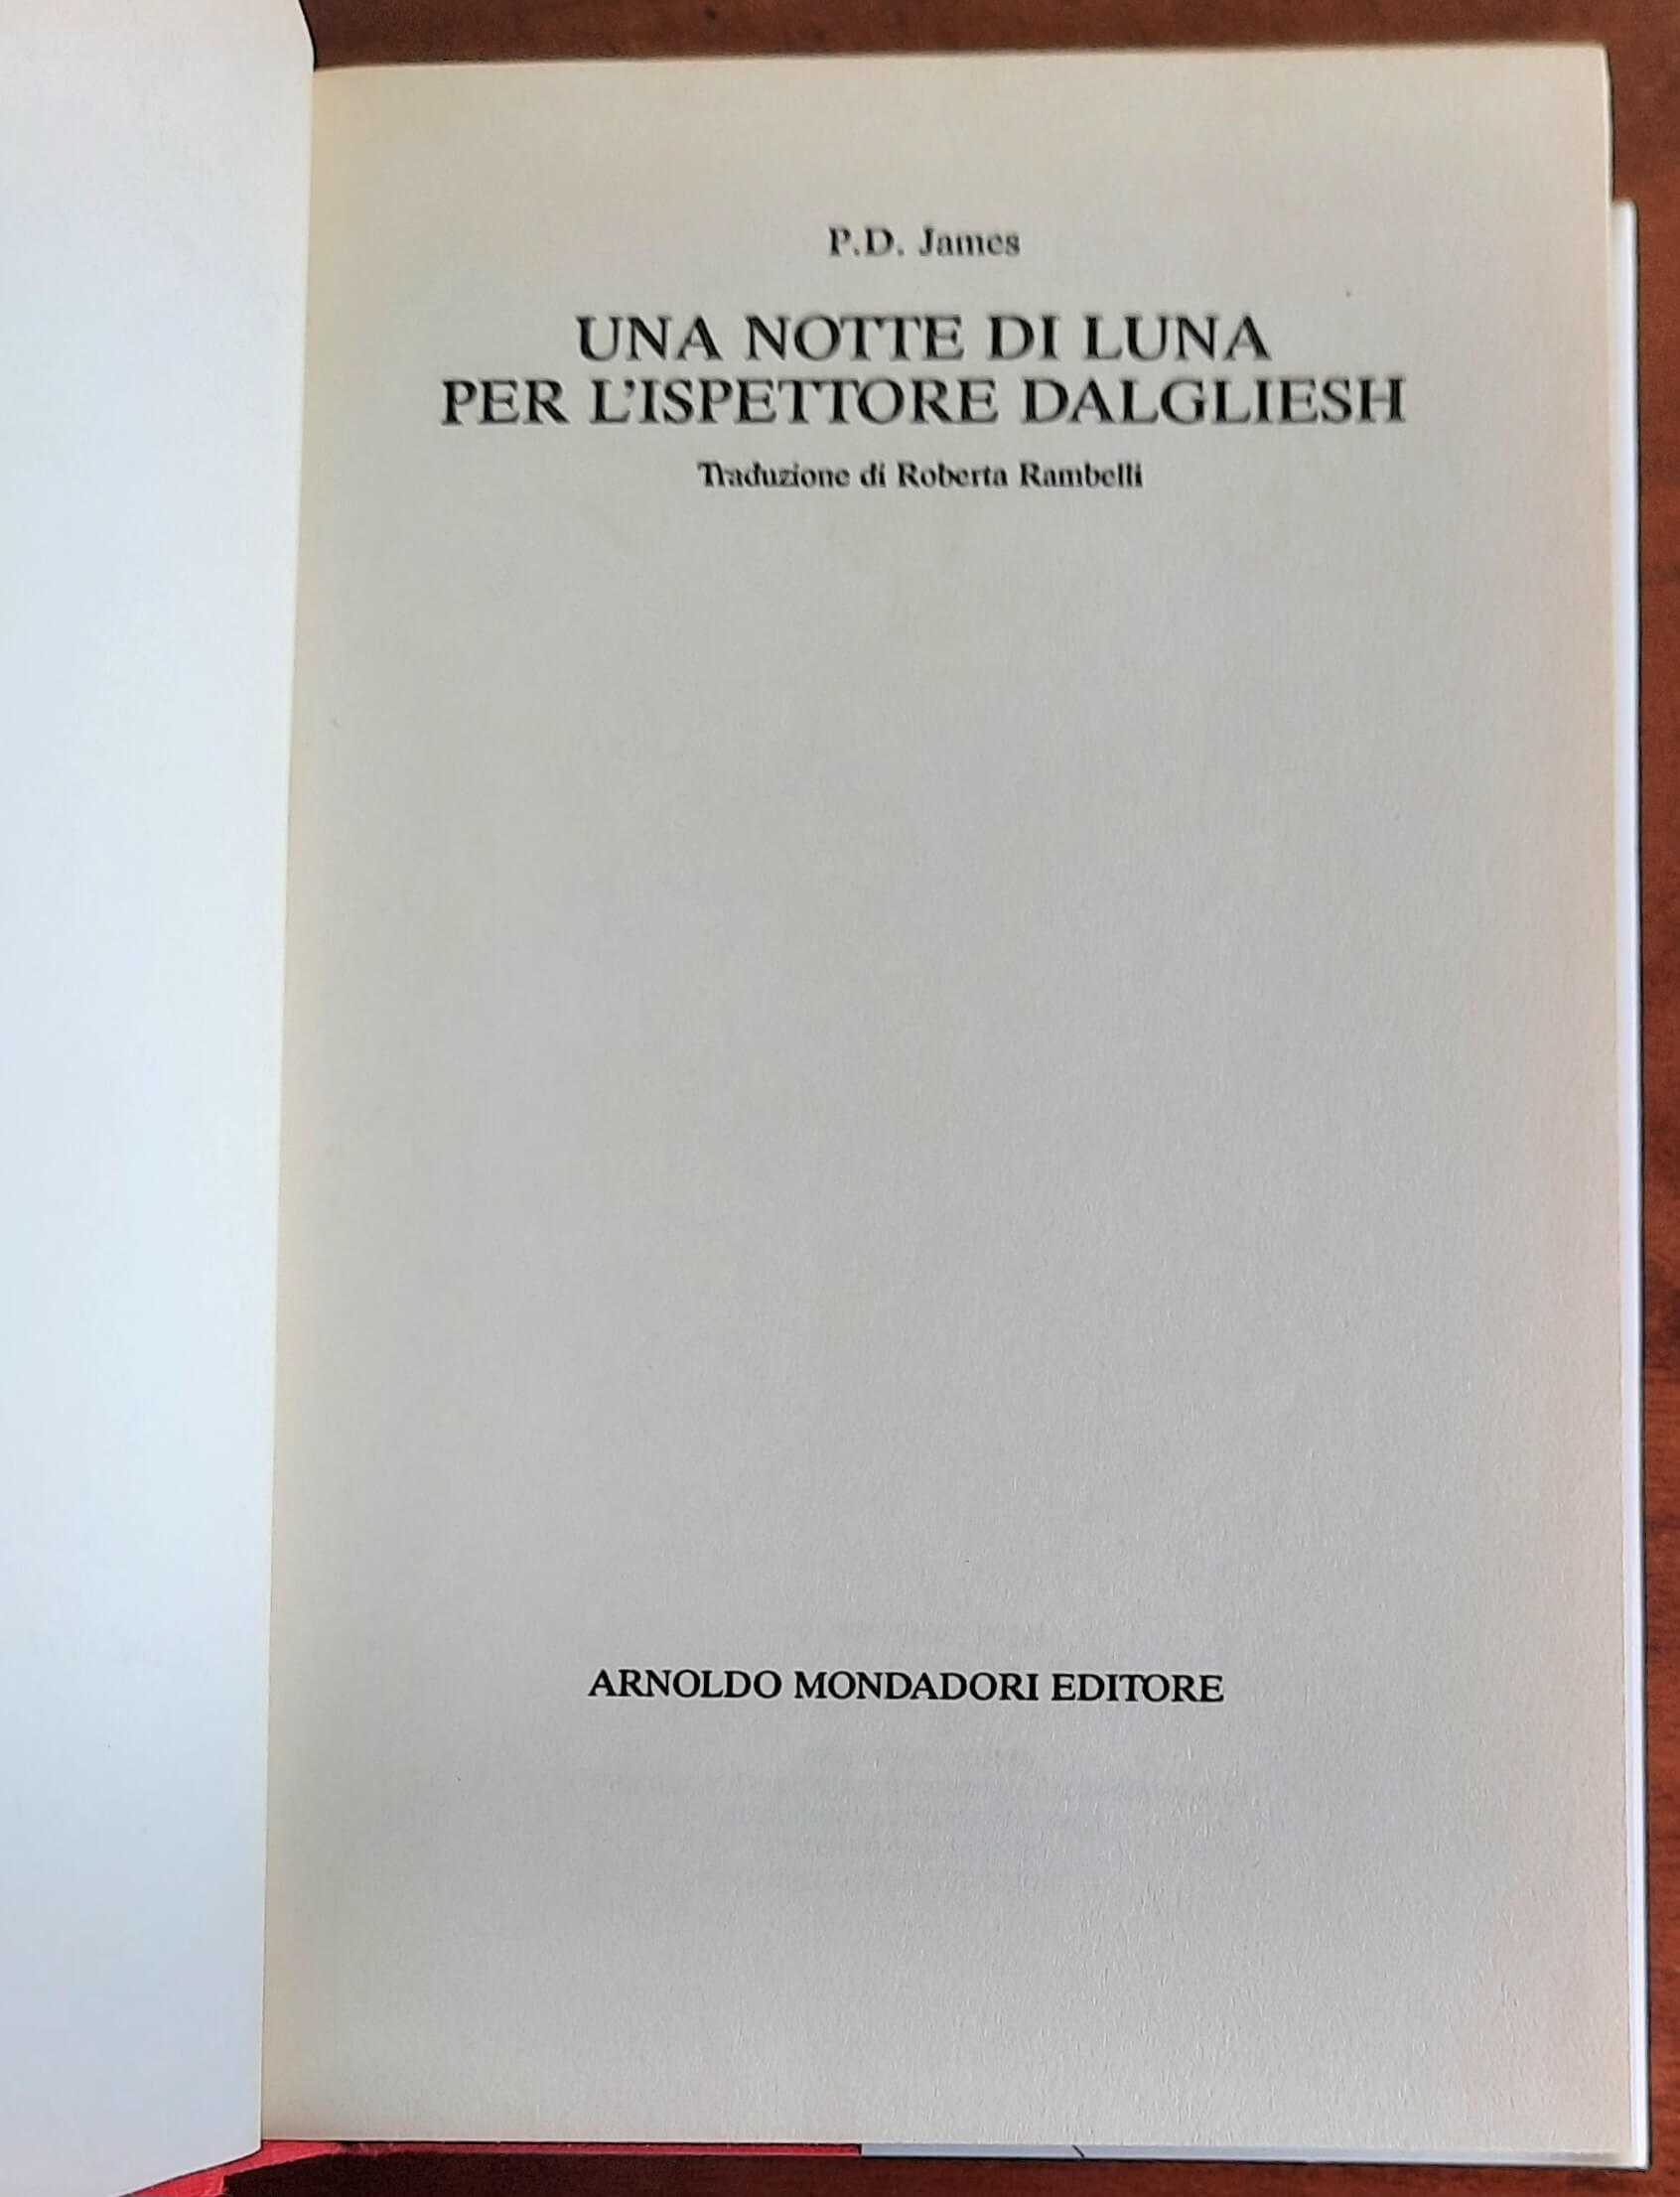 P.D. James
UNA NOTTE DI LUNA
PER L'ISPETTORE DALGLIESH
Traduzione di Roberta Rambelli
ARNOLDO MONDADORI EDITORE